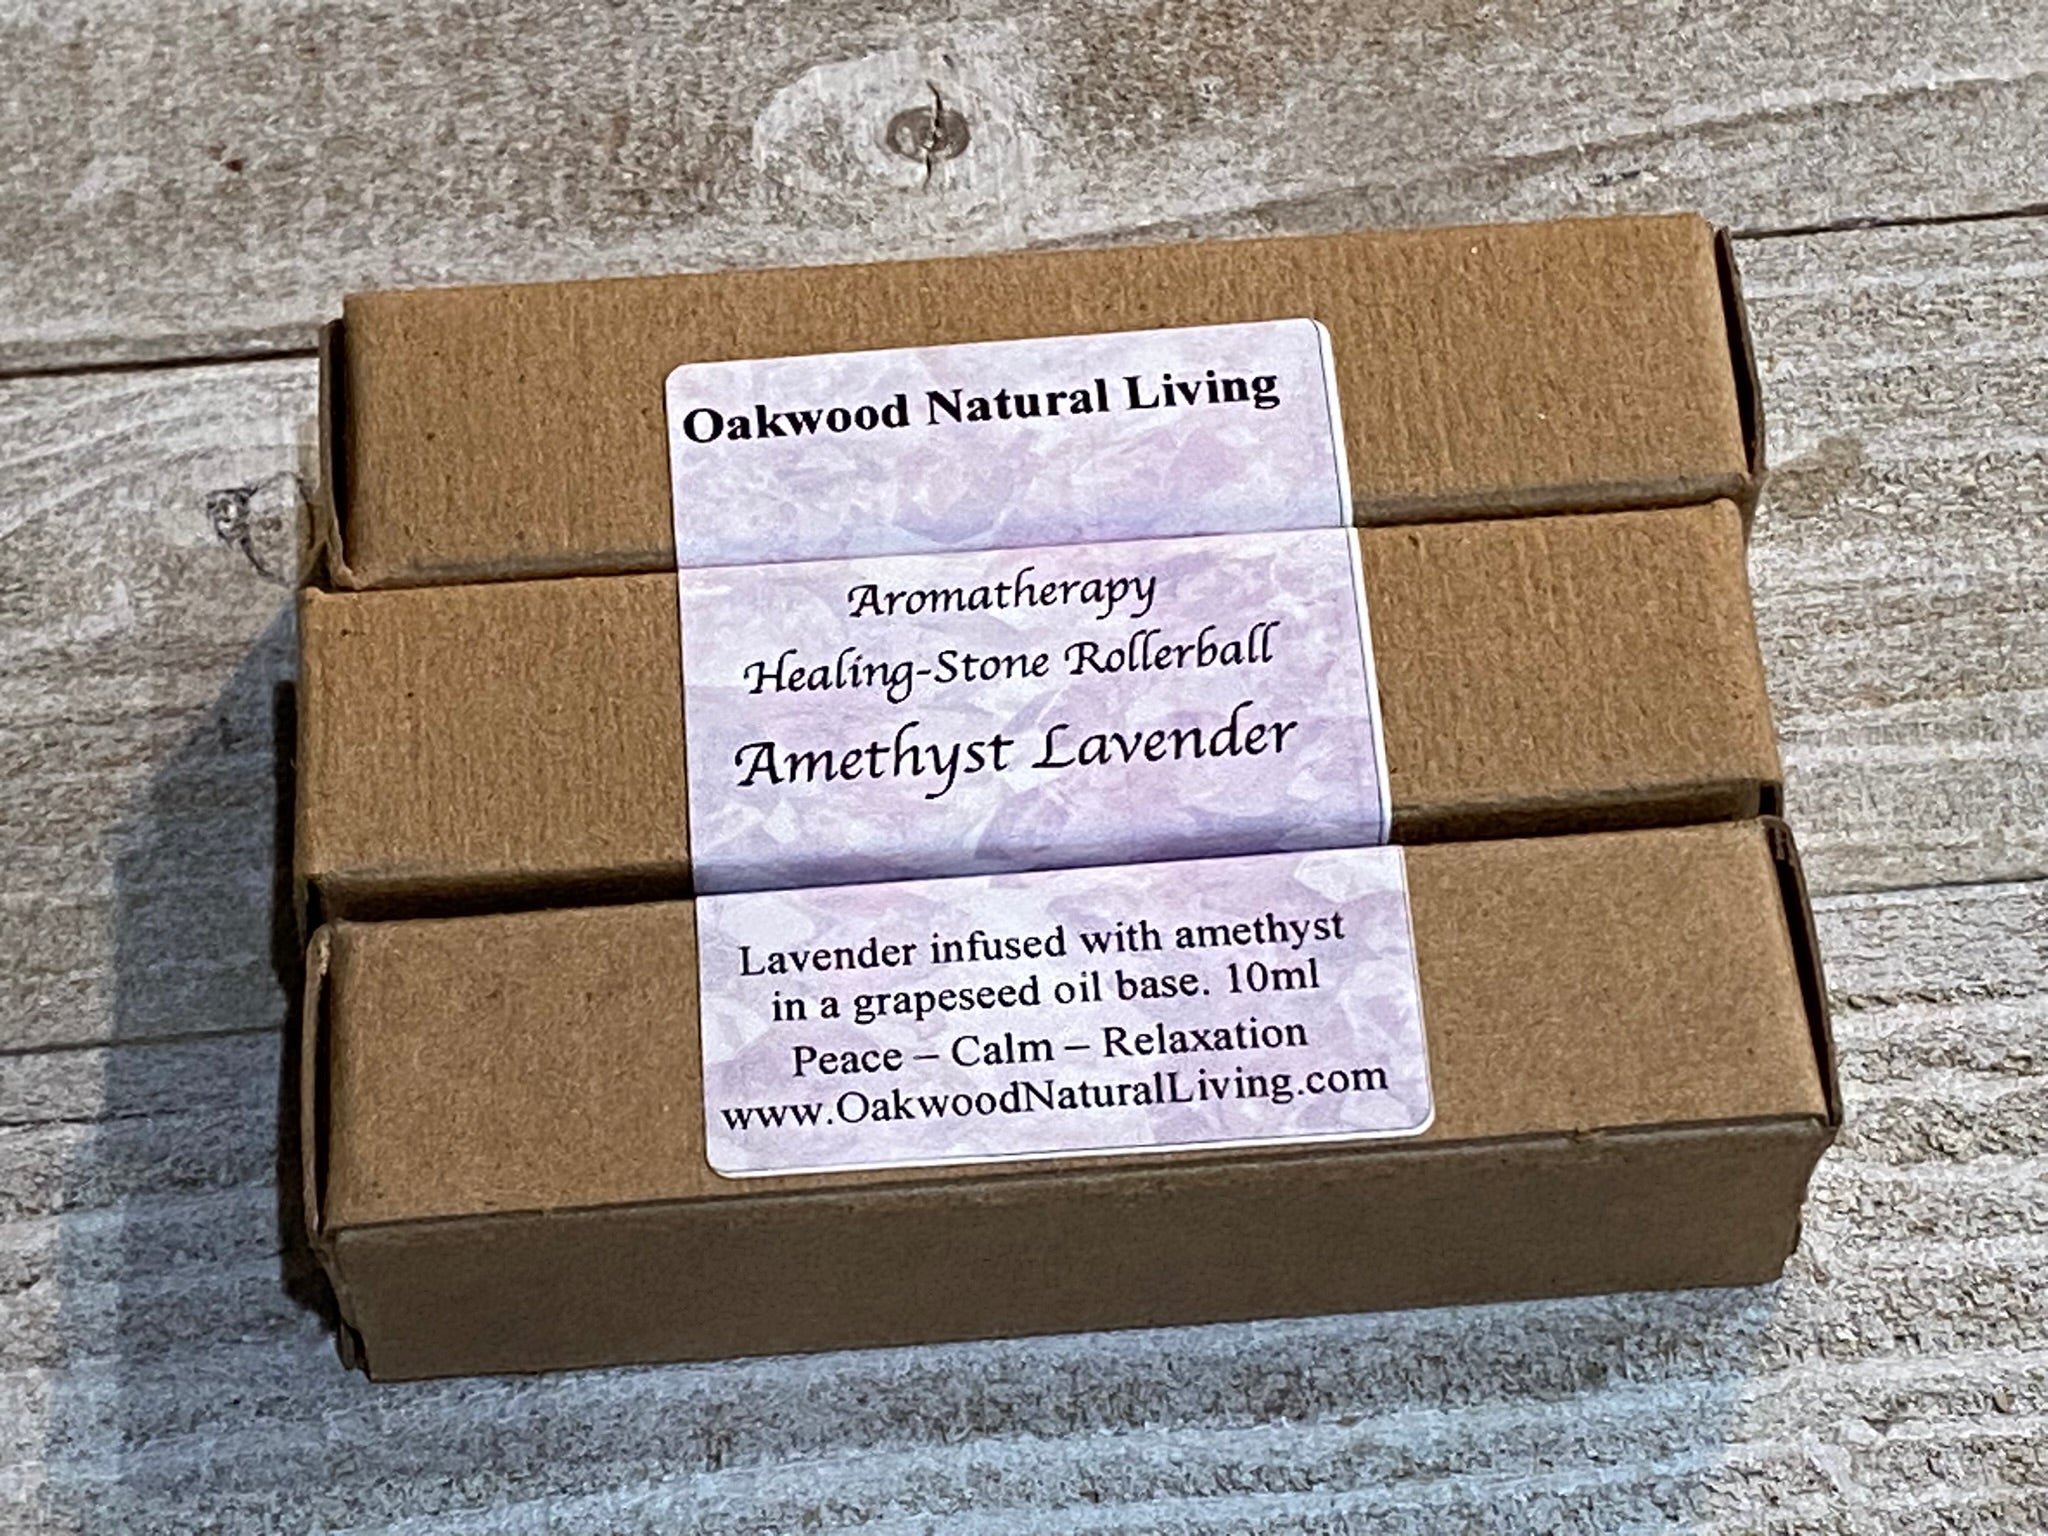 Oakwood Natural Living
Aromatherapy
Healing-Stone Rollerball
Amethyst Lavender
Lavender infused with amethyst
in a grapeseed oil base. 10ml
Peace – Calm – Relaxation
www.OakwoodNaturalLiving.com